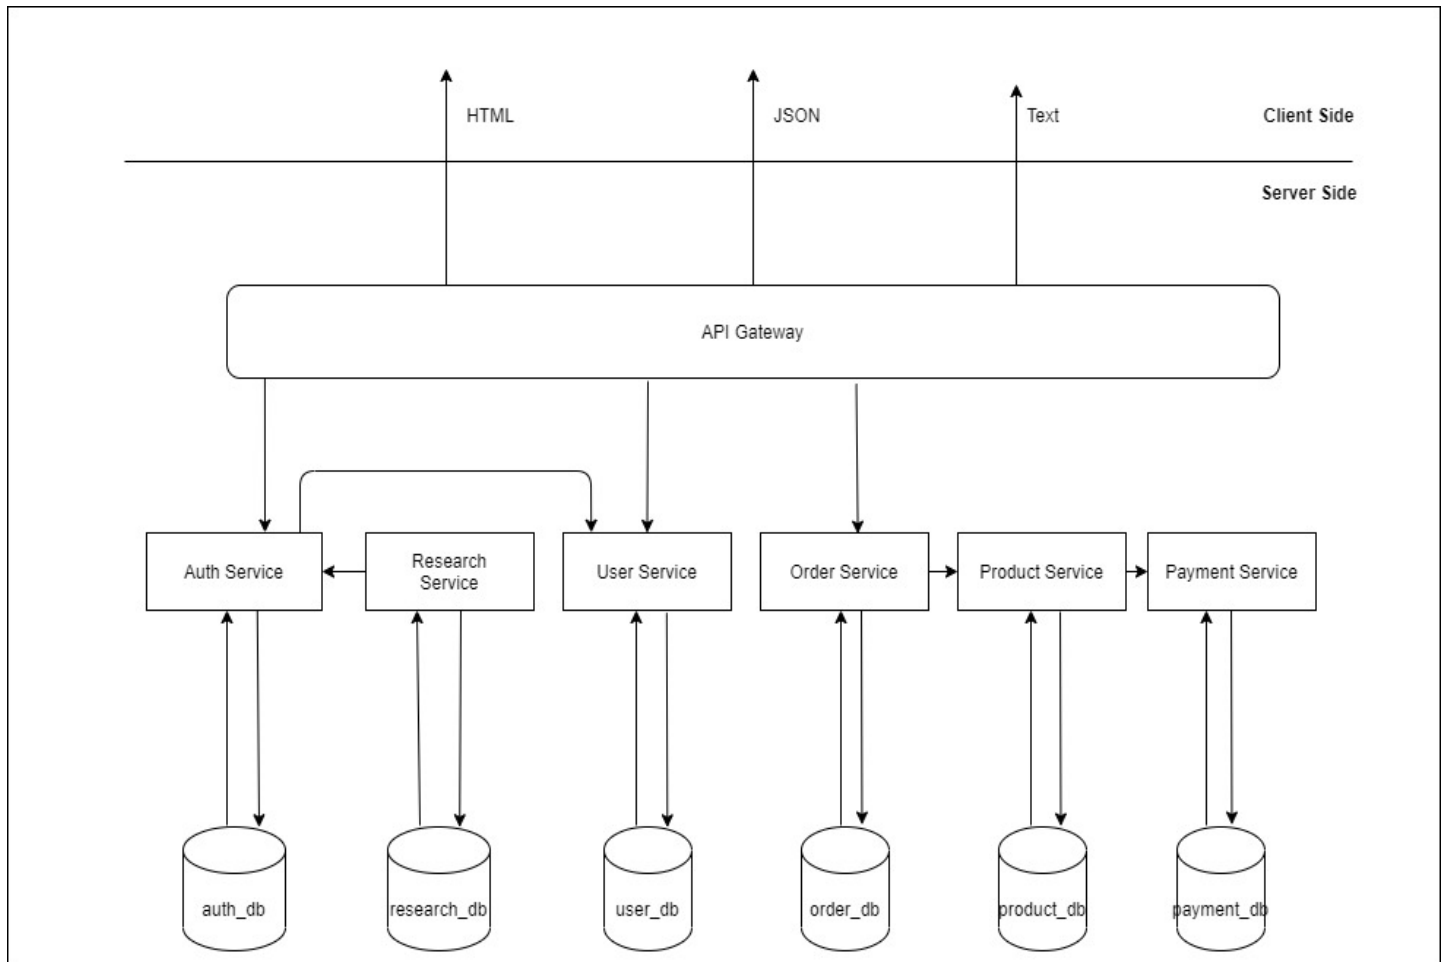 HTML
JSON
Text
Client Side
Server Side
API Gateway
Auth Service
Research
Service
User Service
Order Service
Product Service
Payment Service
auth_db
research_db
user_db
order_db
product_db
payment_db